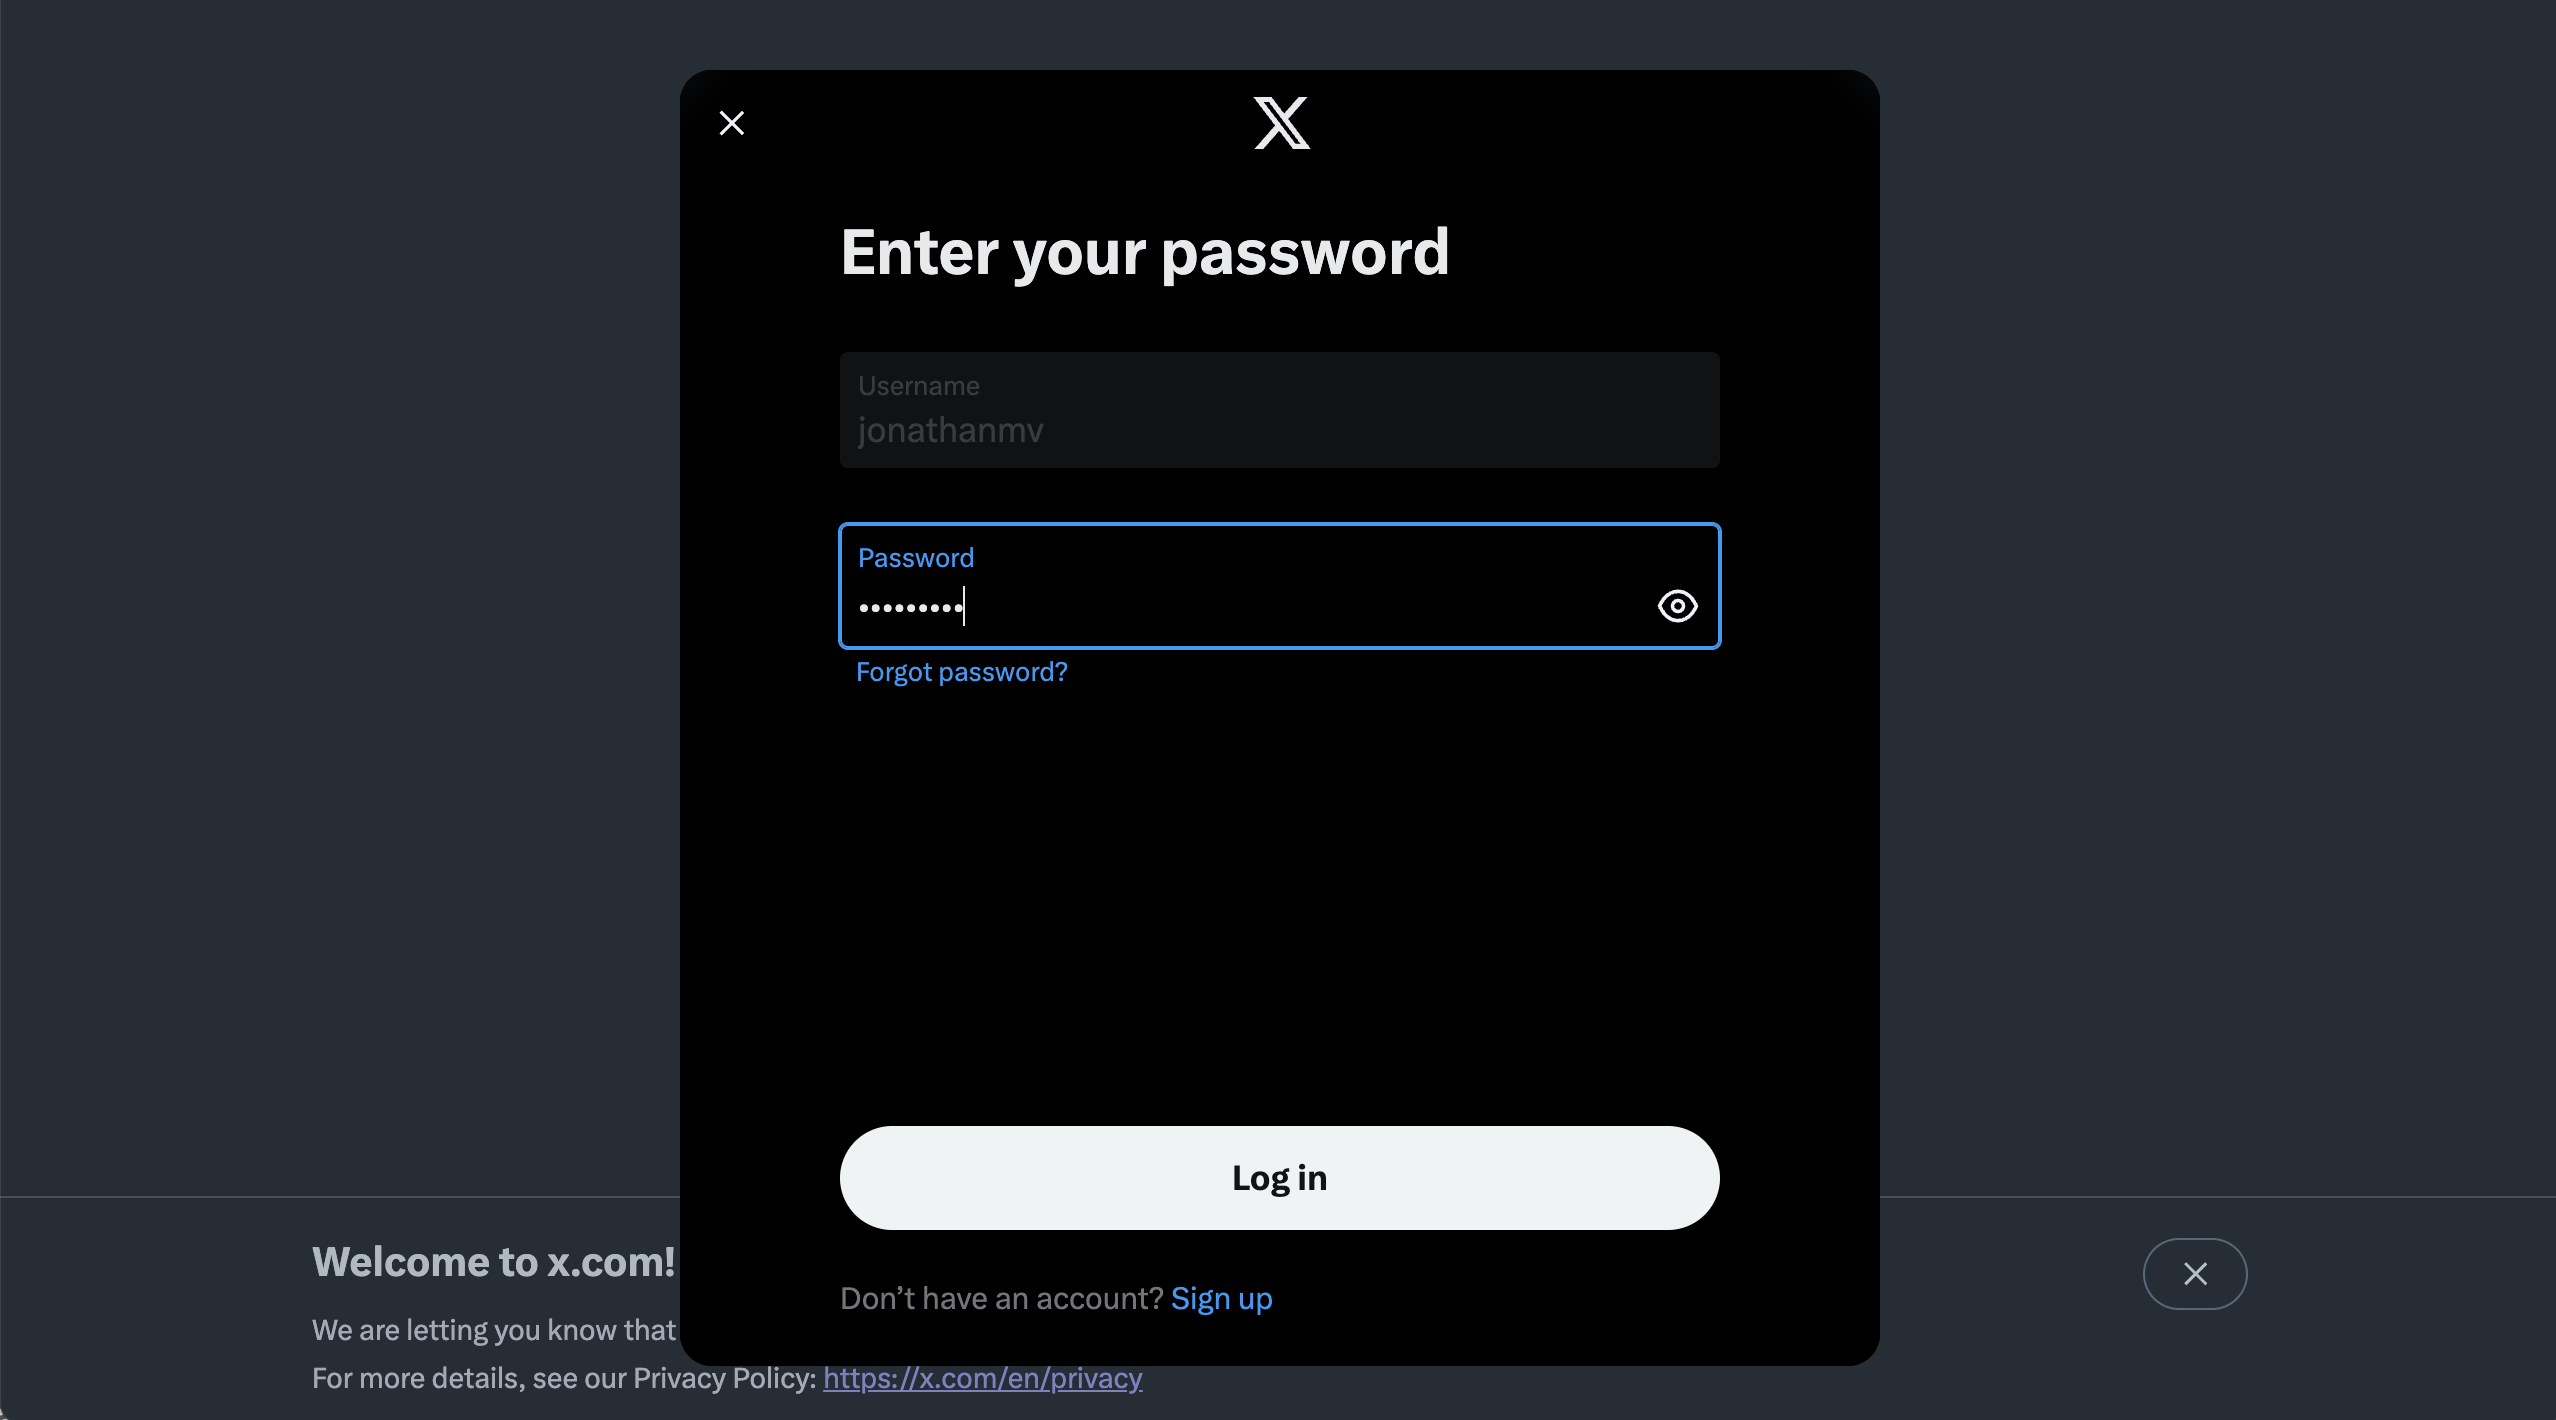 Enter your password
Username
jonathanmv
Password
•••••••••
Forgot password?
Log in
Don’t have an account? Sign up
Welcome to x.com!
We are letting you know that
For more details, see our Privacy Policy: https://x.com/en/privacy